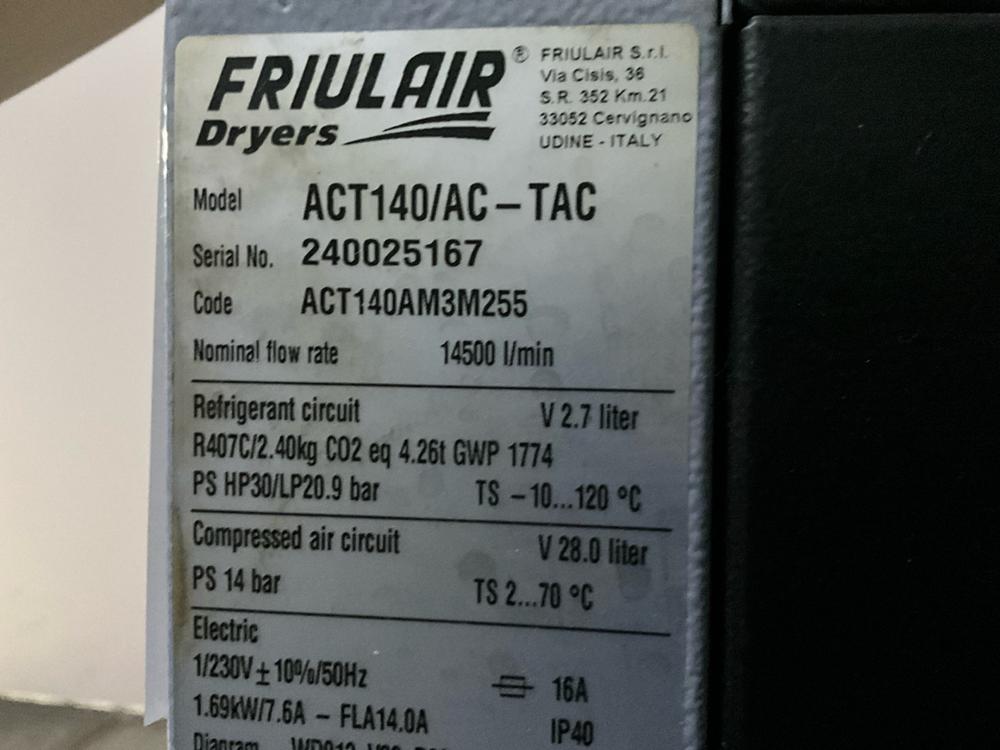 FRIULAIR®
Dryers
FRIULAIR S.r.l.
Via Cisis, 36
S.R. 352 Km.21
33052 Cervignano
UDINE - ITALY
Model ACT140/AC – TAC
Serial No. 240025167
Code ACT140AM3M255
Nominal flow rate 14500 l/min
Refrigerant circuit V 2.7 liter
R407C/2.40kg CO2 eq 4.26t GWP 1774
PS HP30/LP20.9 bar TS –10...120 °C
Compressed air circuit V 28.0 liter
PS 14 bar TS 2...70 °C
Electric
1/230V±10%/50Hz 16A
1.69kW/7.6A – FLA14.0A IP40
Diagram